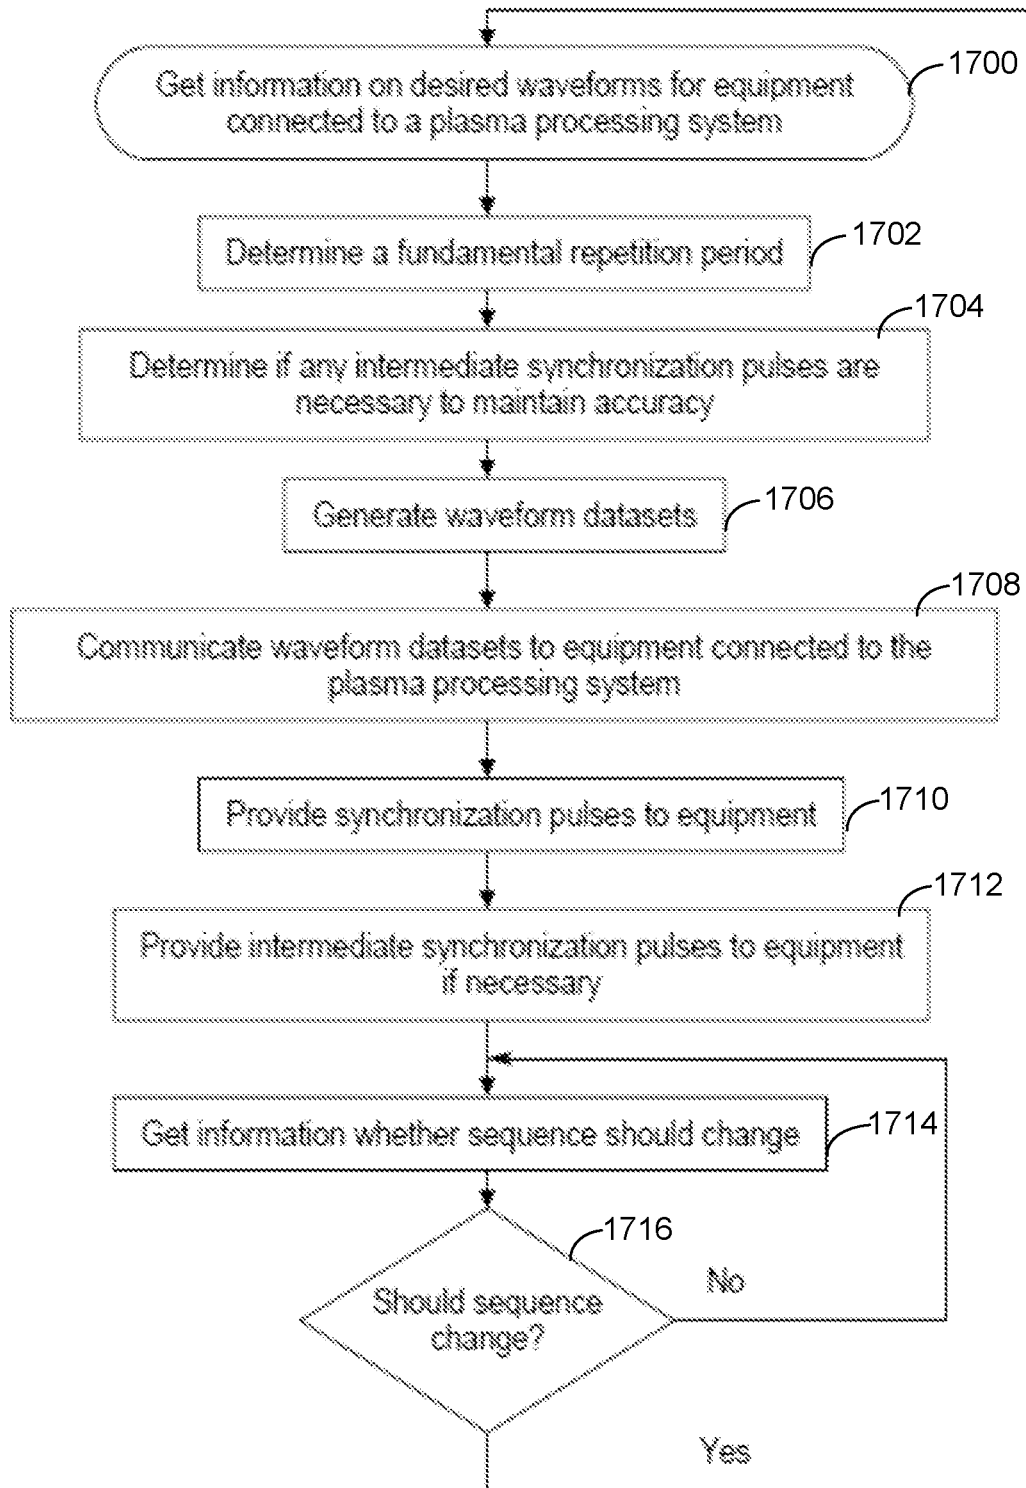 Get information on desired waveforms for equipment
connected to a plasma processing system
1700
Determine a fundamental repetition period
1702
1704
Determine if any intermediate synchronization pulses are
necessary to maintain accuracy
Generate waveform datasets
1706
1708
Communicate waveform datasets to equipment connected to the
plasma processing system
Provide synchronization pulses to equipment
1710
1712
Provide intermediate synchronization pulses to equipment
if necessary
Get information whether sequence should change
1714
1716
Should sequence
change?
No
Yes